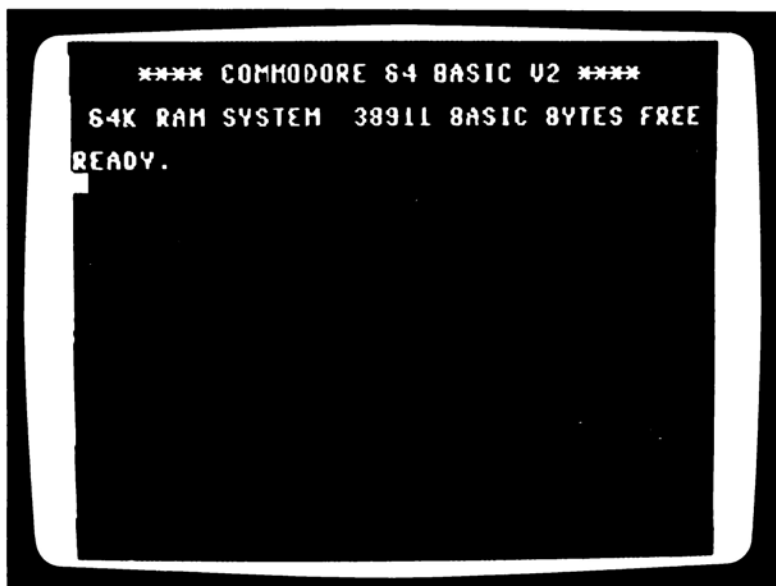 **** COMMODORE 64 BASIC V2 ****
64K RAM SYSTEM  38911 BASIC BYTES FREE
READY.